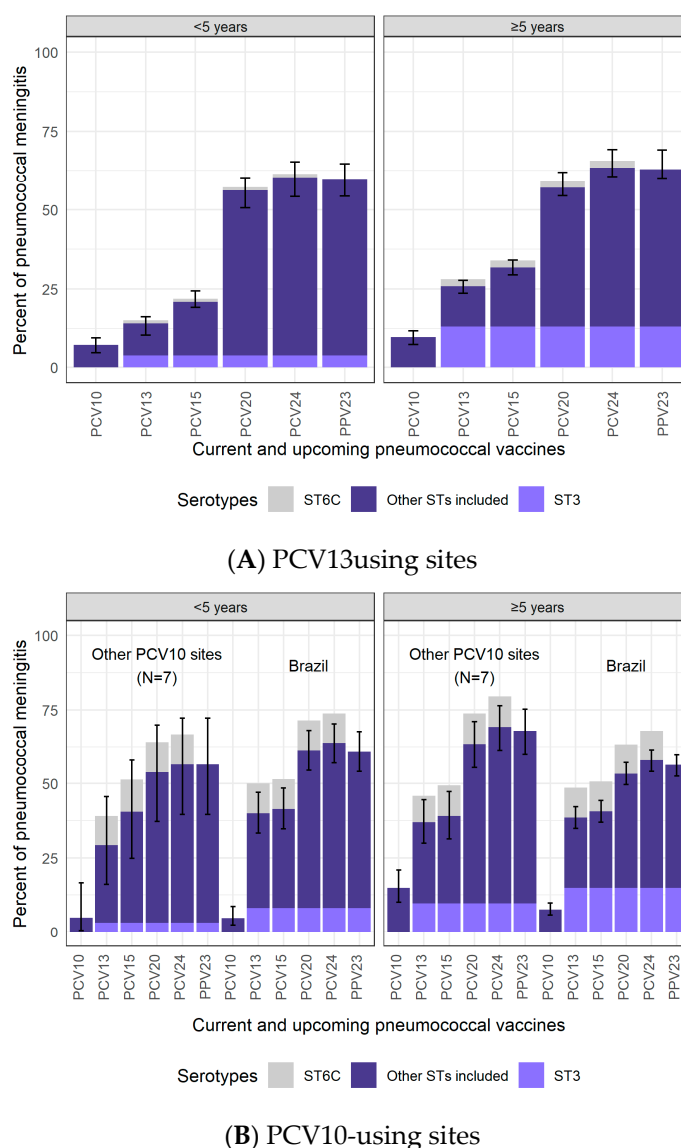 <5 years ≥5 years
100
75
50
25
0
Percent of pneumococcal meningitis
PCV10 PCV13 PCV15 PCV20 PCV24 PPV23 PCV10 PCV13 PCV15 PCV20 PCV24 PPV23
Current and upcoming pneumococcal vaccines
Serotypes ST6C Other STs included ST3
(A) PCV13using sites
<5 years ≥5 years
100
75
50
25
0
Percent of pneumococcal meningitis
Other PCV10 sites
(N=7)
Brazil
Other PCV10 sites
(N=7)
Brazil
PCV10 PCV13 PCV15 PCV20 PCV24 PPV23 PCV10 PCV13 PCV15 PCV20 PCV24 PPV23 PCV10 PCV13 PCV15 PCV20 PCV24 PPV23 PCV10 PCV13 PCV15 PCV20 PCV24 PPV23
Current and upcoming pneumococcal vaccines
Serotypes ST6C Other STs included ST3
(B) PCV10-using sites